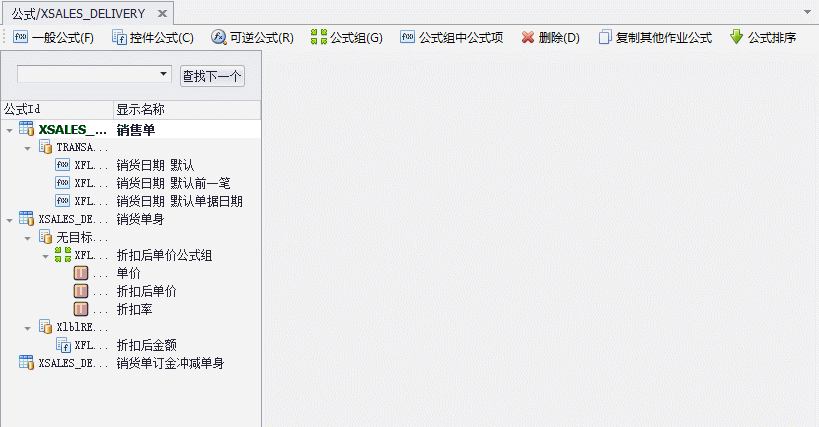 公式/XSALES_DELIVERY
一般公式(F) 控件公式(C) 可逆公式(R) 公式组(G) 公式组中公式项 删除(D) 复制其他作业公式 公式排序
查找下一个
公式Id 显示名称
XSALES_... 销售单
TRANSA...
XFL... 销货日期 默认
XFL... 销货日期 默认前一笔
XFL... 销货日期 默认单据日期
XSALES_DE... 销货单身
无目标...
XFL... 折扣后单价公式组
... 单价
... 折扣后单价
... 折扣率
XlblRE...
XFL... 折扣后金额
XSALES_DE... 销货单订金冲减单身